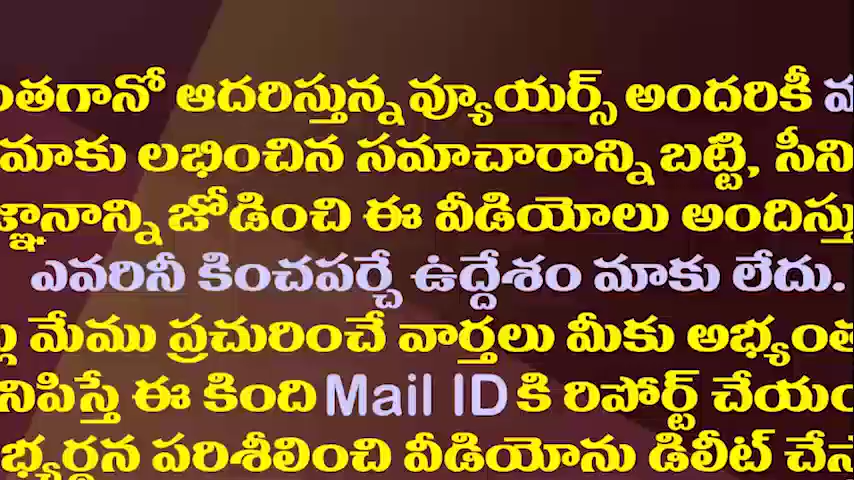 ంతగానో ఆదరిస్తున్న వ్యూయర్స్ అందరికీ
మాకు లభించిన సమాచారాన్ని బట్టి, సీని
జ్ఞానాన్ని జోడించి ఈ వీడియోలు అందిస్తు
ఎవరినీ కించపర్చే ఉద్దేశం మాకు లేదు.
మేము ప్రచురించే వార్తలు మీకు అభ్యంత
నిపిస్తే ఈ కింది Mail ID కి రిపోర్ట్ చేయం
భ్యర్థన పరిశీలించి వీడియోను డిలీట్ చేస